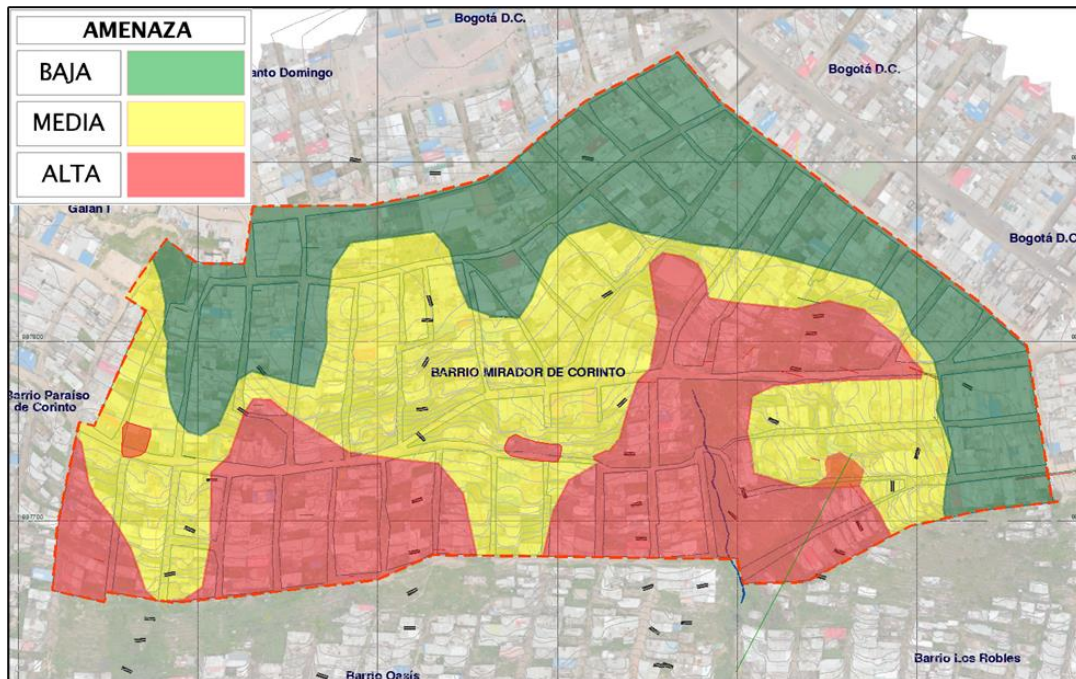 AMENAZA
BAJA
MEDIA
ALTA
Bogotá D.C.
anto Domingo
Bogotá D.C.
Galan I
Bogotá D.C
BARRIO MIRADOR DE CORINTO
Barrio Paraiso
de Corinto
Barrio Oasis
Barrio Los Robles